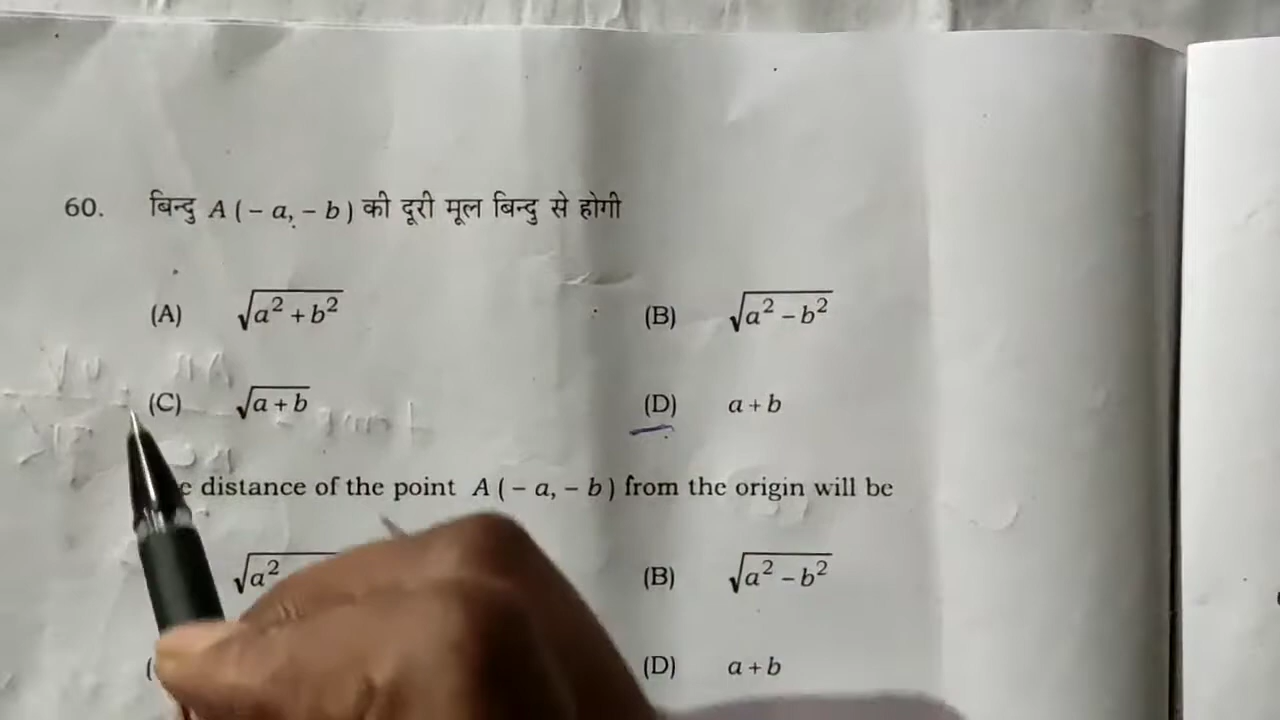 60. बिन्दु A ( – a, – b ) की दूरी मूल बिन्दु से होगी
(A) √a² + b² (B) √a² – b²
(C) √a + b (D) a + b
distance of the point A ( – a, – b ) from the origin will be
√a² (B) √a² – b²
(D) a + b